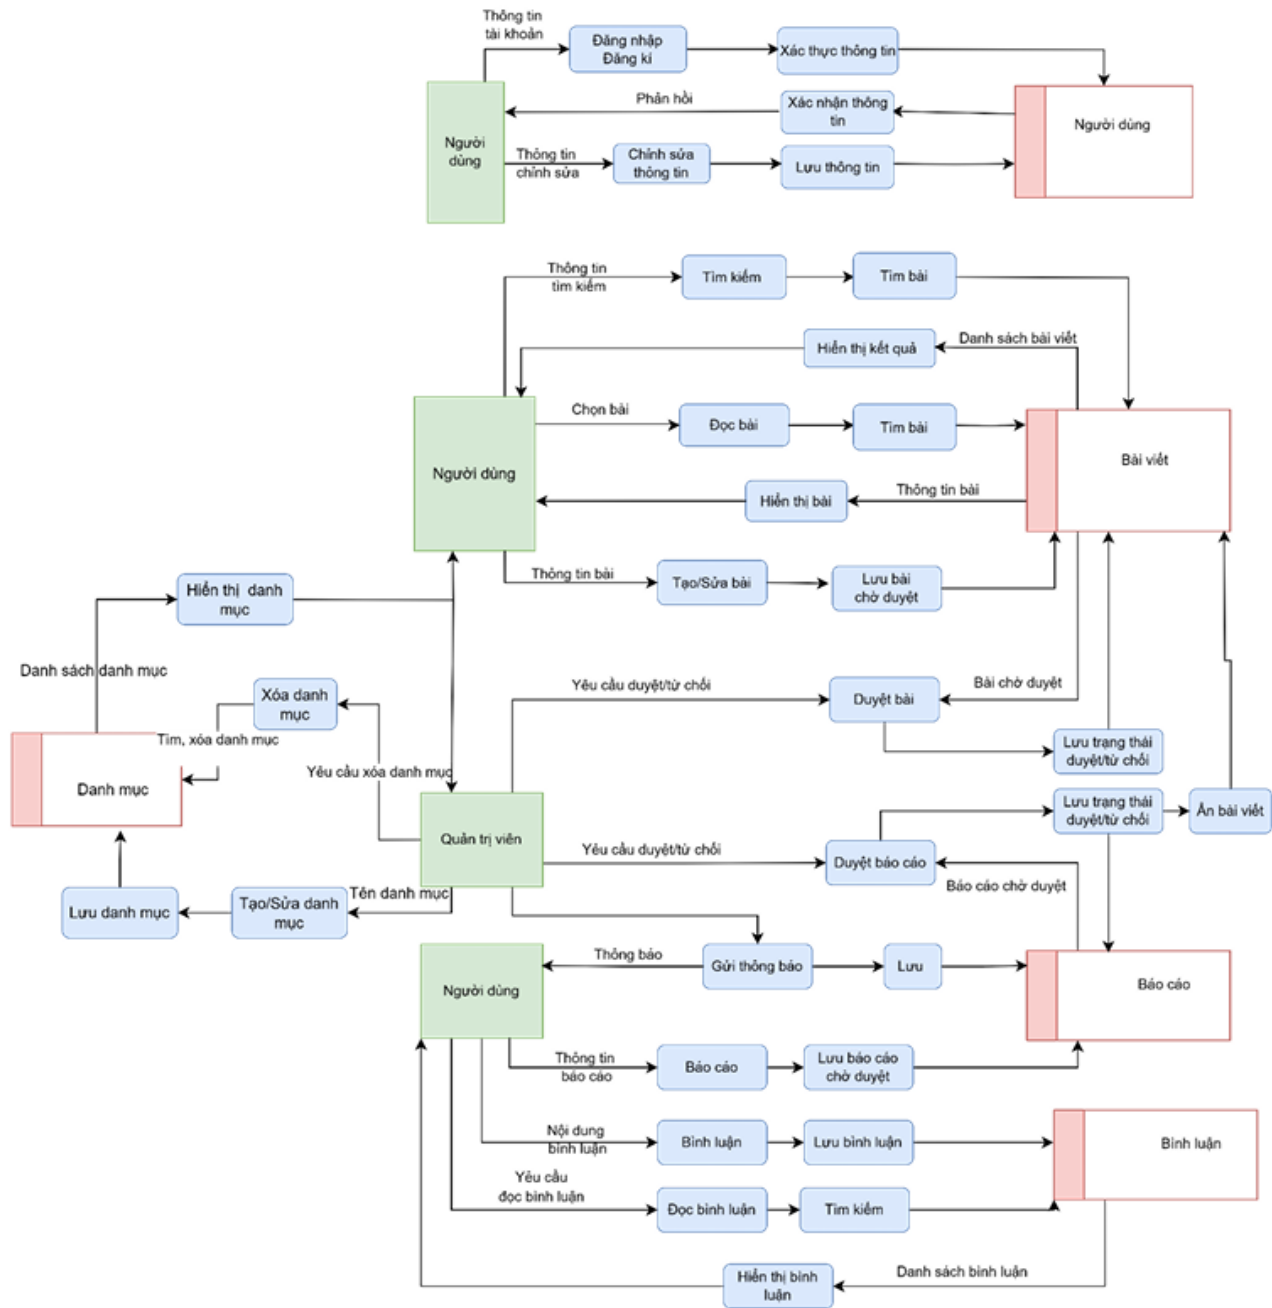 Thông tin
tài khoản
Đăng nhập
Đăng kí
Xác thực thông tin
Phản hồi
Xác nhận thông
tin
Người dùng
Người
dùng
Thông tin
chỉnh sửa
Chỉnh sửa
thông tin
Lựu thông tin
Thông tin
tìm kiếm
Tìm kiếm
Tìm bài
Hiển thị kết quả
Danh sách bài viết
Chọn bài
Đọc bài
Tìm bài
Bài viết
Người dùng
Hiển thị bài
Thông tin bài
Thông tin bài
Tạo/Sửa bài
Lưu bài
chờ duyệt
Hiển thị danh
mục
Danh sách danh mục
Xóa danh
mục
Yêu cầu duyệt/từ chối
Duyệt bài
Bài chờ duyệt
Tìm, xóa danh mục
Lưu trạng thái
duyệt/từ chối
Yêu cầu xóa danh mục
Danh mục
Lưu trạng thái
duyệt/từ chối
Ẩn bài viết
Quản trị viên
Yêu cầu duyệt/từ chối
Duyệt báo cáo
Báo cáo chờ duyệt
Tên danh mục
Lưu danh mục
Tạo/Sửa danh
mục
Thông báo
Gửi thông báo
Lưu
Người dùng
Báo cáo
Thông tin
báo cáo
Báo cáo
Lưu báo cáo
chờ duyệt
Nội dung
bình luận
Bình luận
Lưu bình luận
Bình luận
Yêu cầu
đọc bình luận
Đọc bình luận
Tìm kiếm
Hiển thị bình
luận
Danh sách bình luận